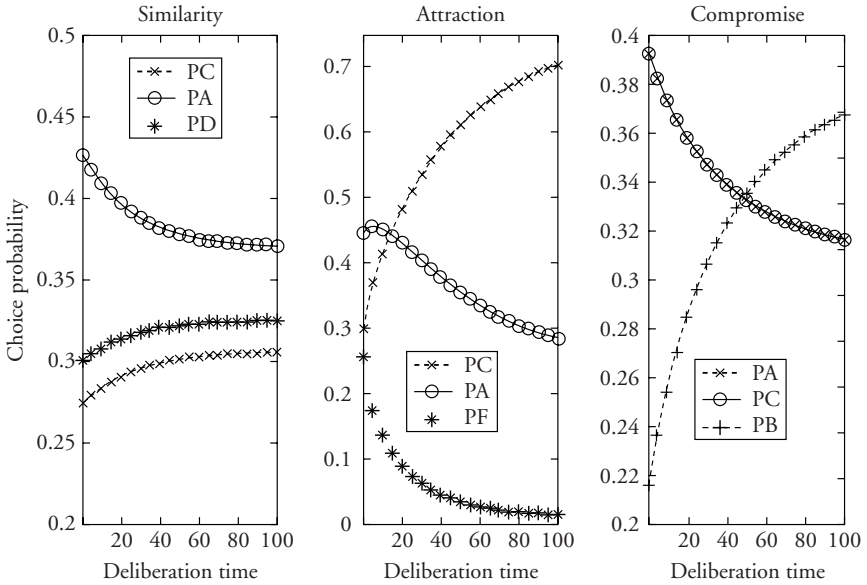 Similarity
Attraction
Compromise
Choice probability
0.5
0.45
0.4
0.35
0.3
0.25
0.2
PC
PA
PD
20 40 60 80 100
Deliberation time
0.7
0.6
0.5
0.4
0.3
0.2
0.1
0
PC
PA
PF
20 40 60 80 100
Deliberation time
0.4
0.38
0.36
0.34
0.32
0.3
0.28
0.26
0.24
0.22
0.2
PA
PC
PB
20 40 60 80 100
Deliberation time